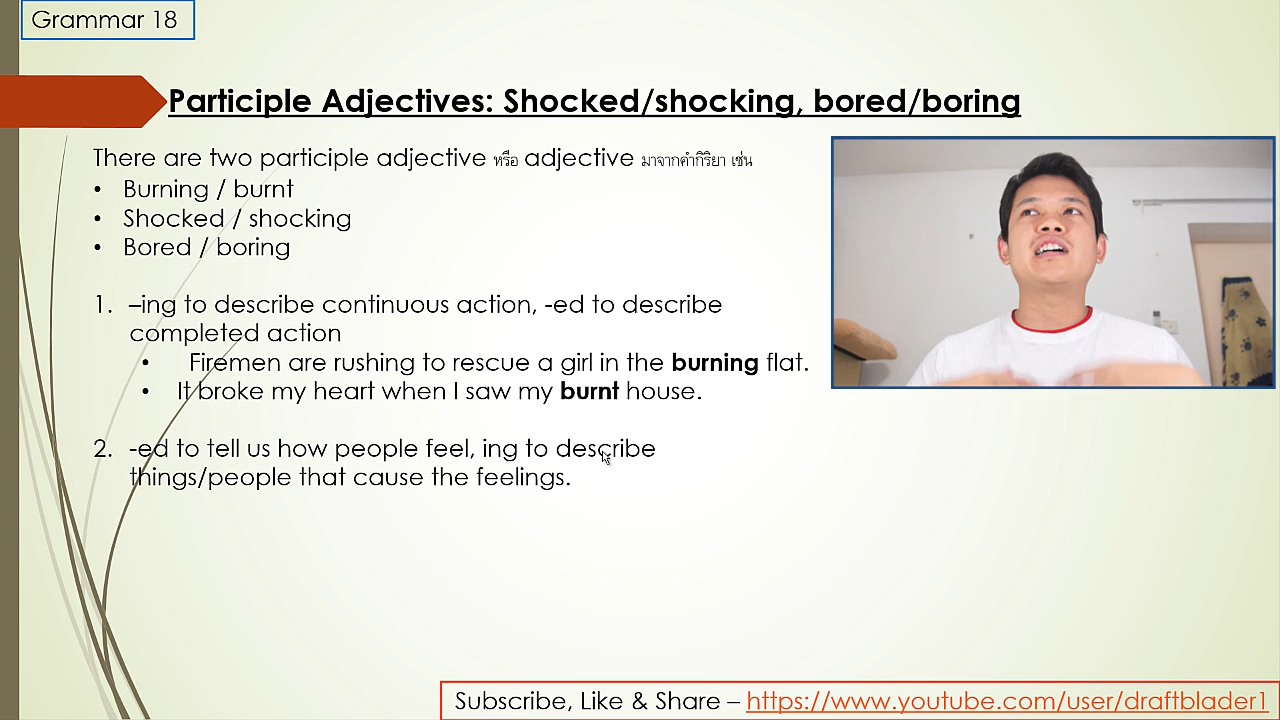 Grammar 18
Participle Adjectives: Shocked/shocking, bored/boring
There are two participle adjective หรือ adjective มาจากคำกิริยา เช่น
• Burning / burnt
• Shocked / shocking
• Bored / boring
1. –ing to describe continuous action, -ed to describe
completed action
• Firemen are rushing to rescue a girl in the burning flat.
• It broke my heart when I saw my burnt house.
2. -ed to tell us how people feel, ing to describe
things/people that cause the feelings.
Subscribe, Like & Share – https://www.youtube.com/user/draftblader1